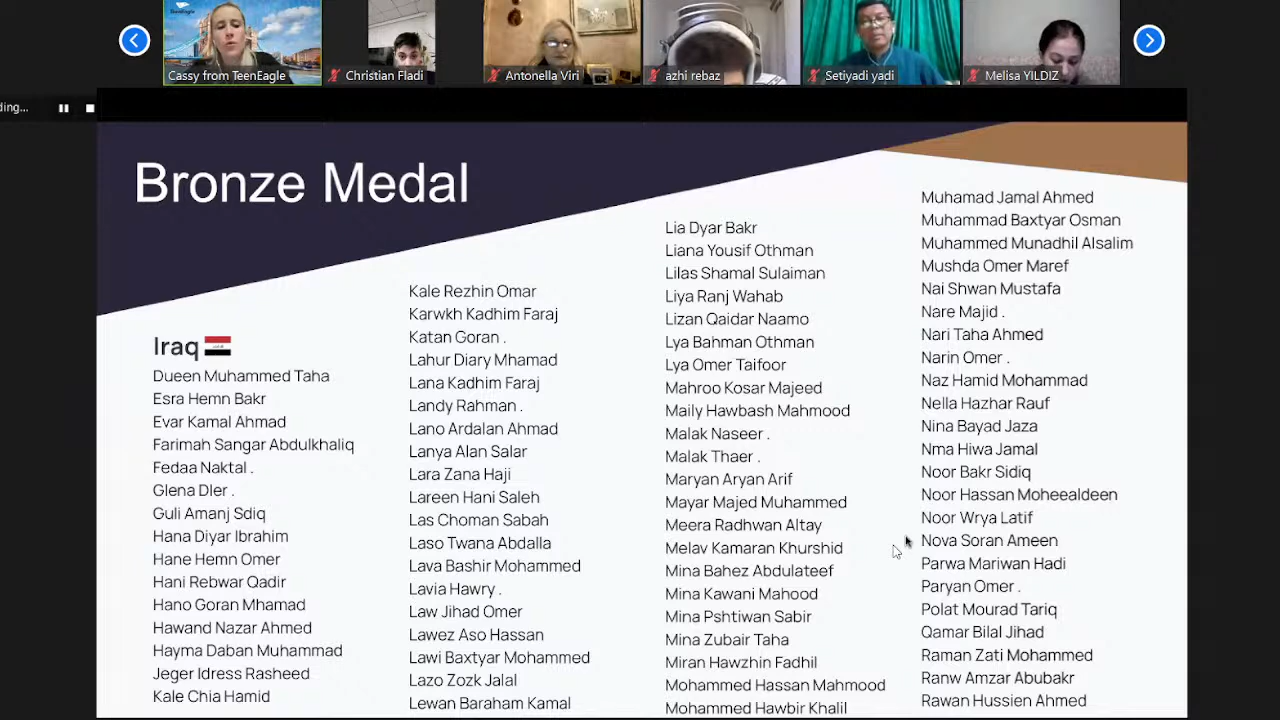 TeenEagle
Cassy from TeenEagle
Christian Fladi
Antonella Viri
azhi rebaz
Setiyadi yadi
Melisa YILDIZ
ding...
Bronze Medal
Iraq
Dueen Muhammed Taha
Esra Hemn Bakr
Evar Kamal Ahmad
Farimah Sangar Abdulkhaliq
Fedaa Naktal .
Glena Dler .
Guli Amanj Sdiq
Hana Diyar Ibrahim
Hane Hemn Omer
Hani Rebwar Qadir
Hano Goran Mhamad
Hawand Nazar Ahmed
Hayma Daban Muhammad
Jeger Idress Rasheed
Kale Chia Hamid
Kale Rezhin Omar
Karwkh Kadhim Faraj
Katan Goran .
Lahur Diary Mhamad
Lana Kadhim Faraj
Landy Rahman .
Lano Ardalan Ahmad
Lanya Alan Salar
Lara Zana Haji
Lareen Hani Saleh
Las Choman Sabah
Laso Twana Abdalla
Lava Bashir Mohammed
Lavia Hawry .
Law Jihad Omer
Lawez Aso Hassan
Lawi Baxtyar Mohammed
Lazo Zozk Jalal
Lewan Baraham Kamal
Lia Dyar Bakr
Liana Yousif Othman
Lilas Shamal Sulaiman
Liya Ranj Wahab
Lizan Qaidar Naamo
Lya Bahman Othman
Lya Omer Taifoor
Mahroo Kosar Majeed
Maily Hawbash Mahmood
Malak Naseer .
Malak Thaer .
Maryan Aryan Arif
Mayar Majed Muhammed
Meera Radhwan Altay
Melav Kamaran Khurshid
Mina Bahez Abdulateef
Mina Kawani Mahood
Mina Pshtiwan Sabir
Mina Zubair Taha
Miran Hawzhin Fadhil
Mohammed Hassan Mahmood
Mohammed Hawbir Khalil
Muhamad Jamal Ahmed
Muhammad Baxtyar Osman
Muhammed Munadhil Alsalim
Mushda Omer Maref
Nai Shwan Mustafa
Nare Majid .
Nari Taha Ahmed
Narin Omer .
Naz Hamid Mohammad
Nella Hazhar Rauf
Nina Bayad Jaza
Nma Hiwa Jamal
Noor Bakr Sidiq
Noor Hassan Moheealdeen
Noor Wrya Latif
Nova Soran Ameen
Parwa Mariwan Hadi
Paryan Omer .
Polat Mourad Tariq
Qamar Bilal Jihad
Raman Zati Mohammed
Ranw Amzar Abubakr
Rawan Hussien Ahmed